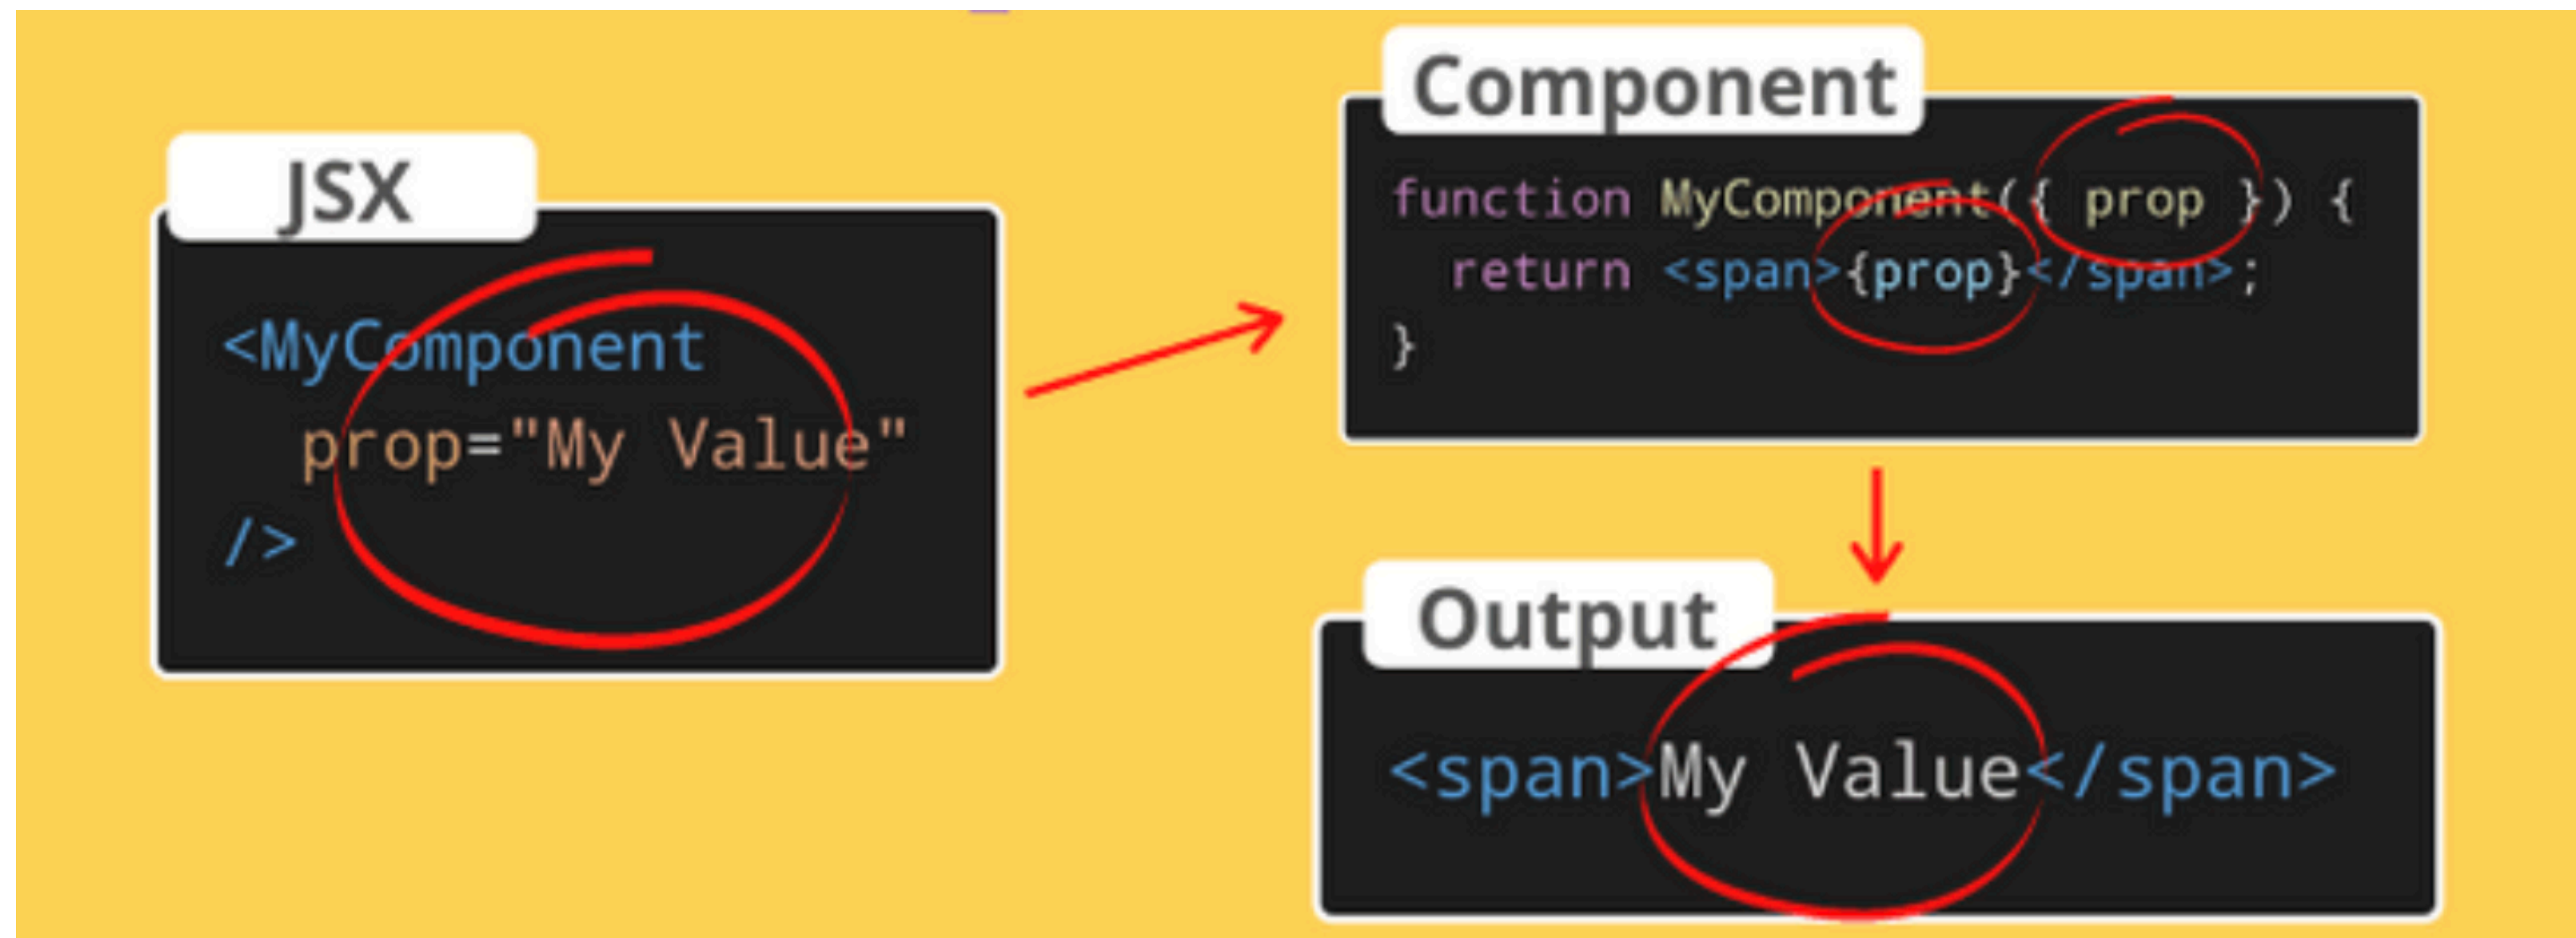 JSX
<MyComponent
prop="My Value"
/>
Component
function MyComponent({ prop }) {
return <span>{prop}</span>;
}
Output
<span>My Value</span>